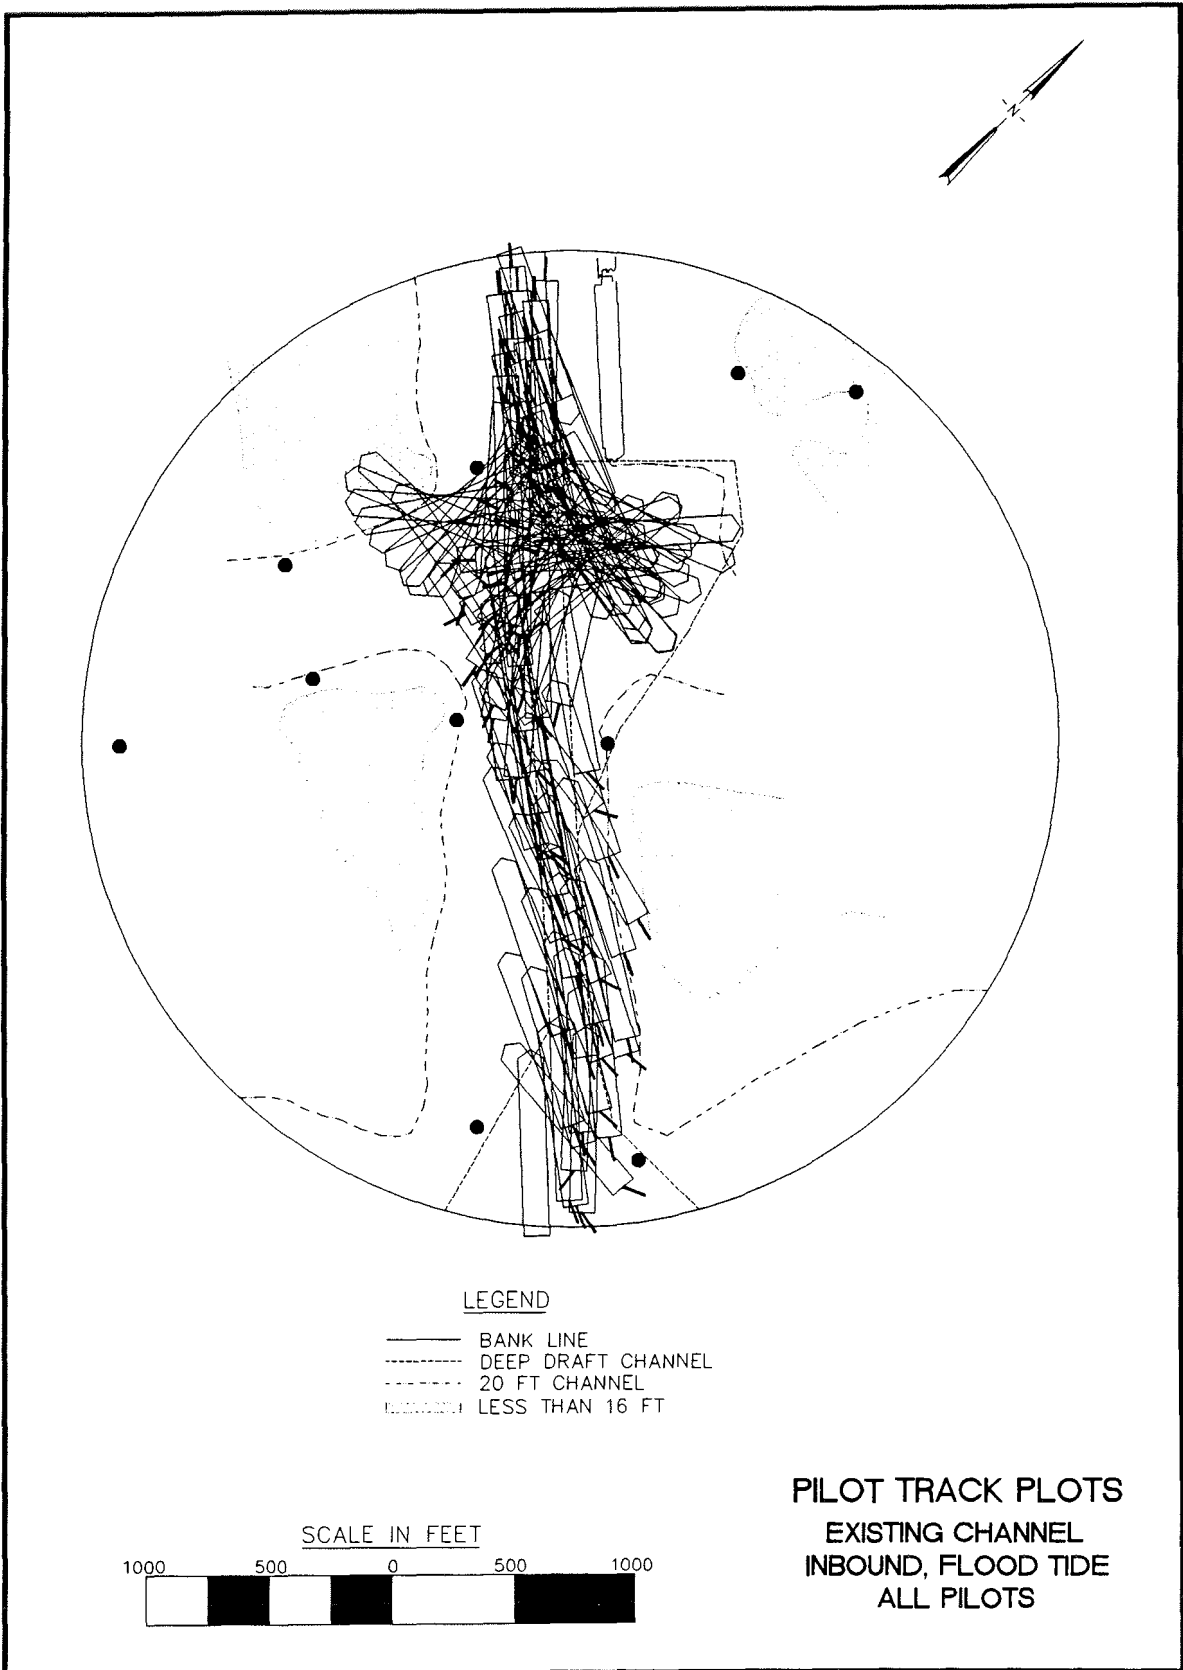 N
LEGEND
BANK LINE
DEEP DRAFT CHANNEL
20 FT CHANNEL
LESS THAN 16 FT
PILOT TRACK PLOTS
EXISTING CHANNEL
INBOUND, FLOOD TIDE
ALL PILOTS
SCALE IN FEET
1000 500 0 500 1000